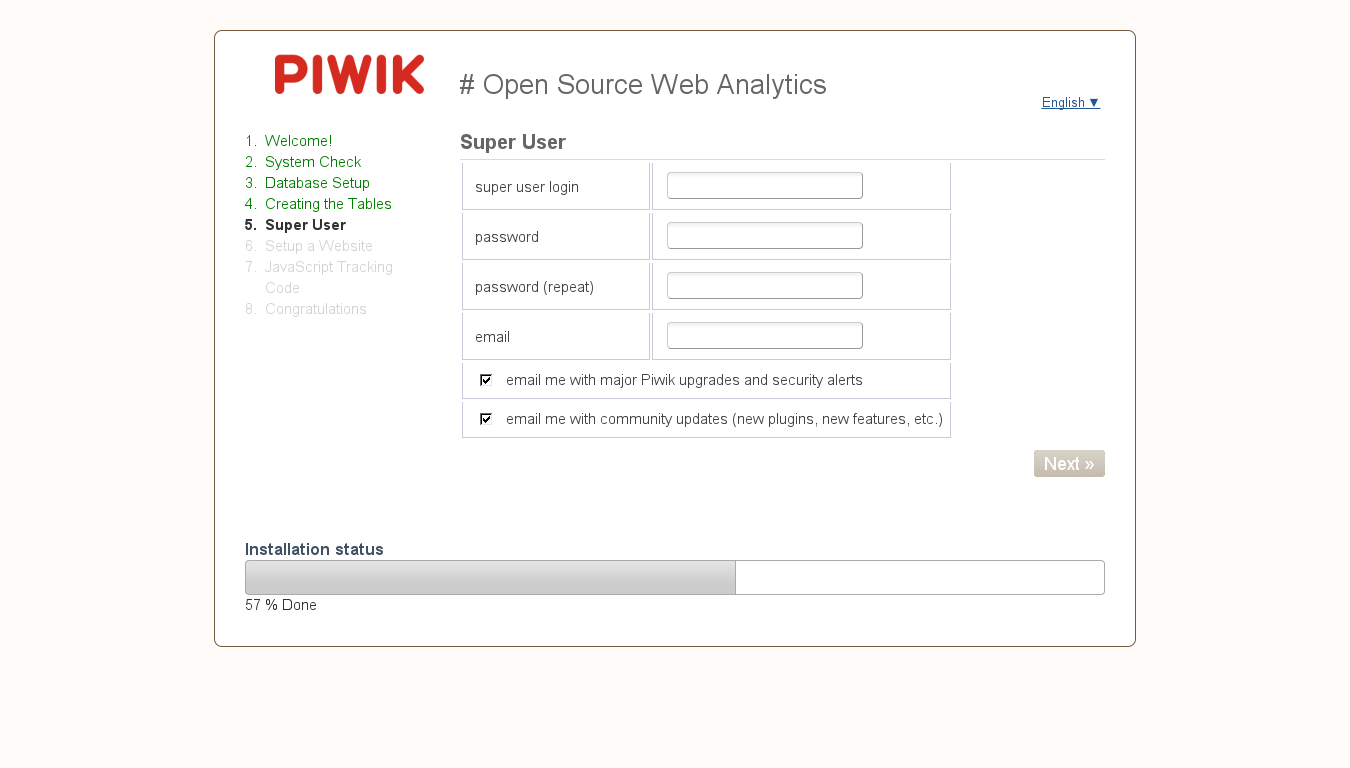 PIWIK
# Open Source Web Analytics
English ▼
1. Welcome!
2. System Check
3. Database Setup
4. Creating the Tables
5. Super User
6. Setup a Website
7. JavaScript Tracking
Code
8. Congratulations
Super User
super user login
password
password (repeat)
email
email me with major Piwik upgrades and security alerts
email me with community updates (new plugins, new features, etc.)
Next »
Installation status
57 % Done